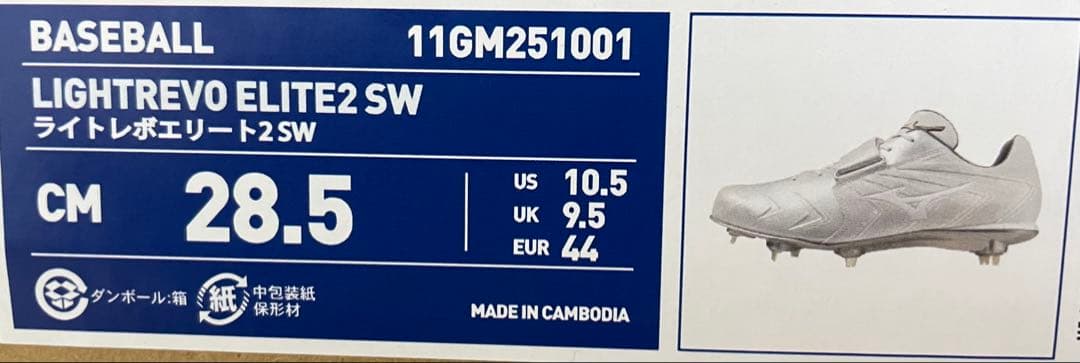 BASEBALL 11GM251001
LIGHTREVO ELITE2 SW
ライトレボエリート2 SW
CM 28.5
US 10.5
UK 9.5
EUR 44
ダンボール:箱
紙
中包装紙
保形材
MADE IN CAMBODIA